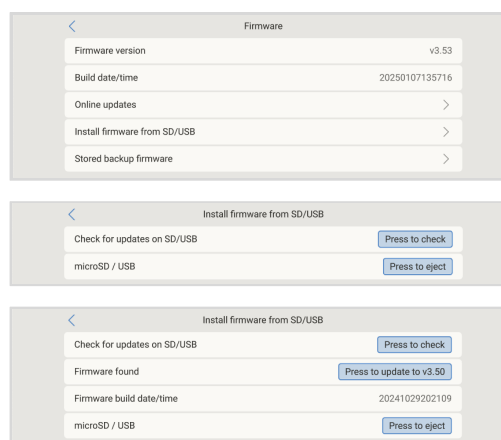 Firmware
Firmware version v3.53
Build date/time 20250107135716
Online updates
Install firmware from SD/USB
Stored backup firmware
Install firmware from SD/USB
Check for updates on SD/USB Press to check
microSD / USB Press to eject
Install firmware from SD/USB
Check for updates on SD/USB Press to check
Firmware found Press to update to v3.50
Firmware build date/time 20241029202109
microSD / USB Press to eject